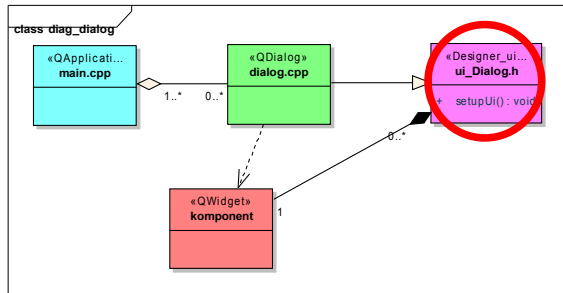 class diag_dialog
«QApplicati...
main.cpp
1..*
0..*
«QDialog»
dialog.cpp
«Designer_ui...
ui_Dialog.h
+ setupUi() : void
0..*
1
«QWidget»
komponent